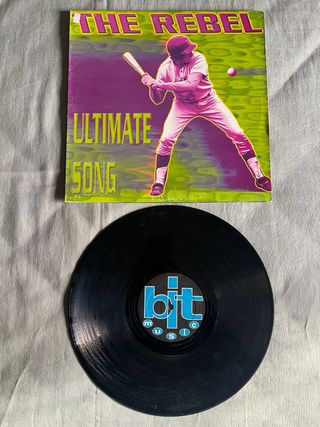 THE REBEL
ULTIMATE
SONG
bit
music